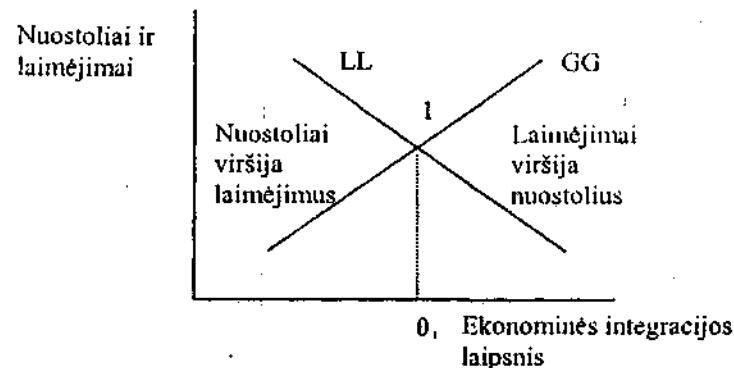 Nuostoliai ir
laimėjimai
LL
GG
1
Nuostoliai
viršija
laimėjimus
Laimėjimai
viršija
nuostolius
0,
Ekonominės integracijos
laipsnis